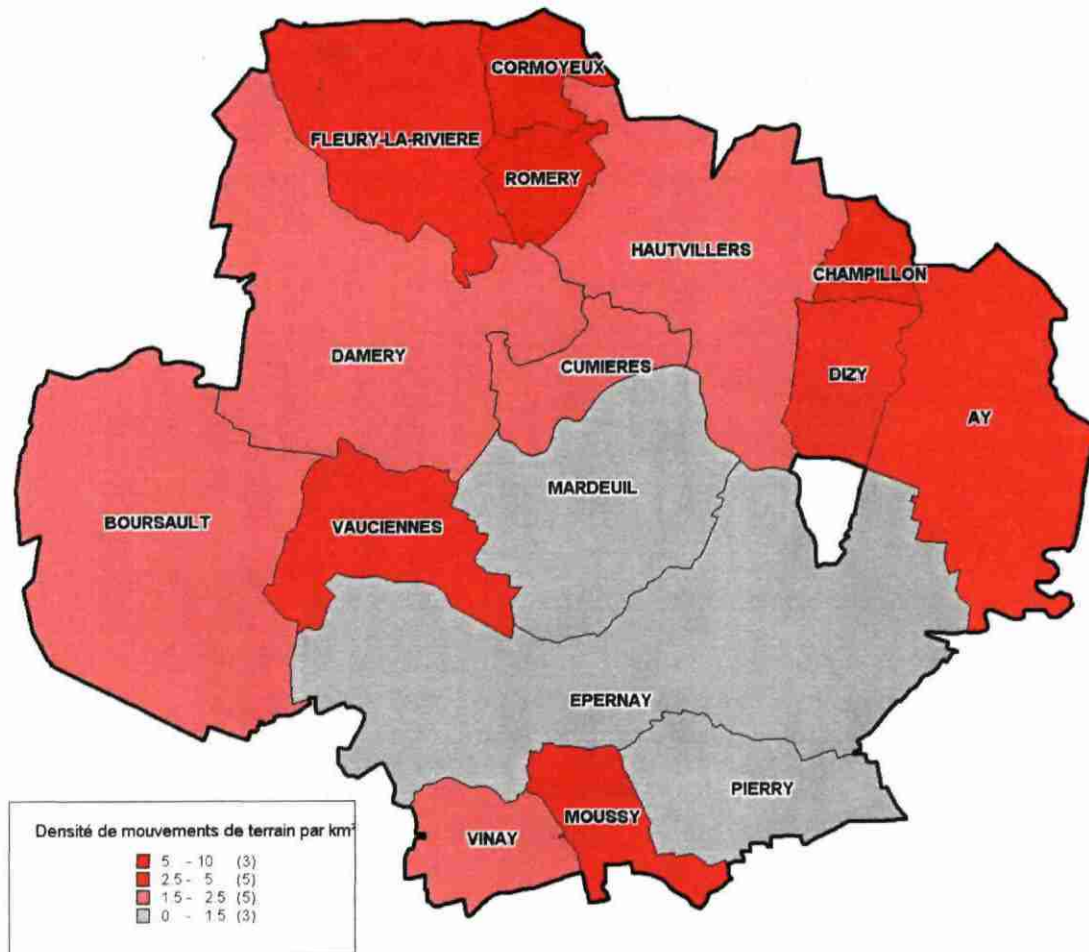 CORMOYEUX
FLEURY-LA-RIVIERE
ROMERY
HAUTVILLERS
CHAMPILLON
DAMERY
CUMIERES
DIZY
AY
MARDEUIL
BOURSAULT
VAUCIENNES
EPERNAY
PIERRY
MOUSSY
VINAY
Densité de mouvements de terrain par km²
5 - 10 (3)
2.5 - 5 (5)
1.5 - 2.5 (5)
0 - 1.5 (3)